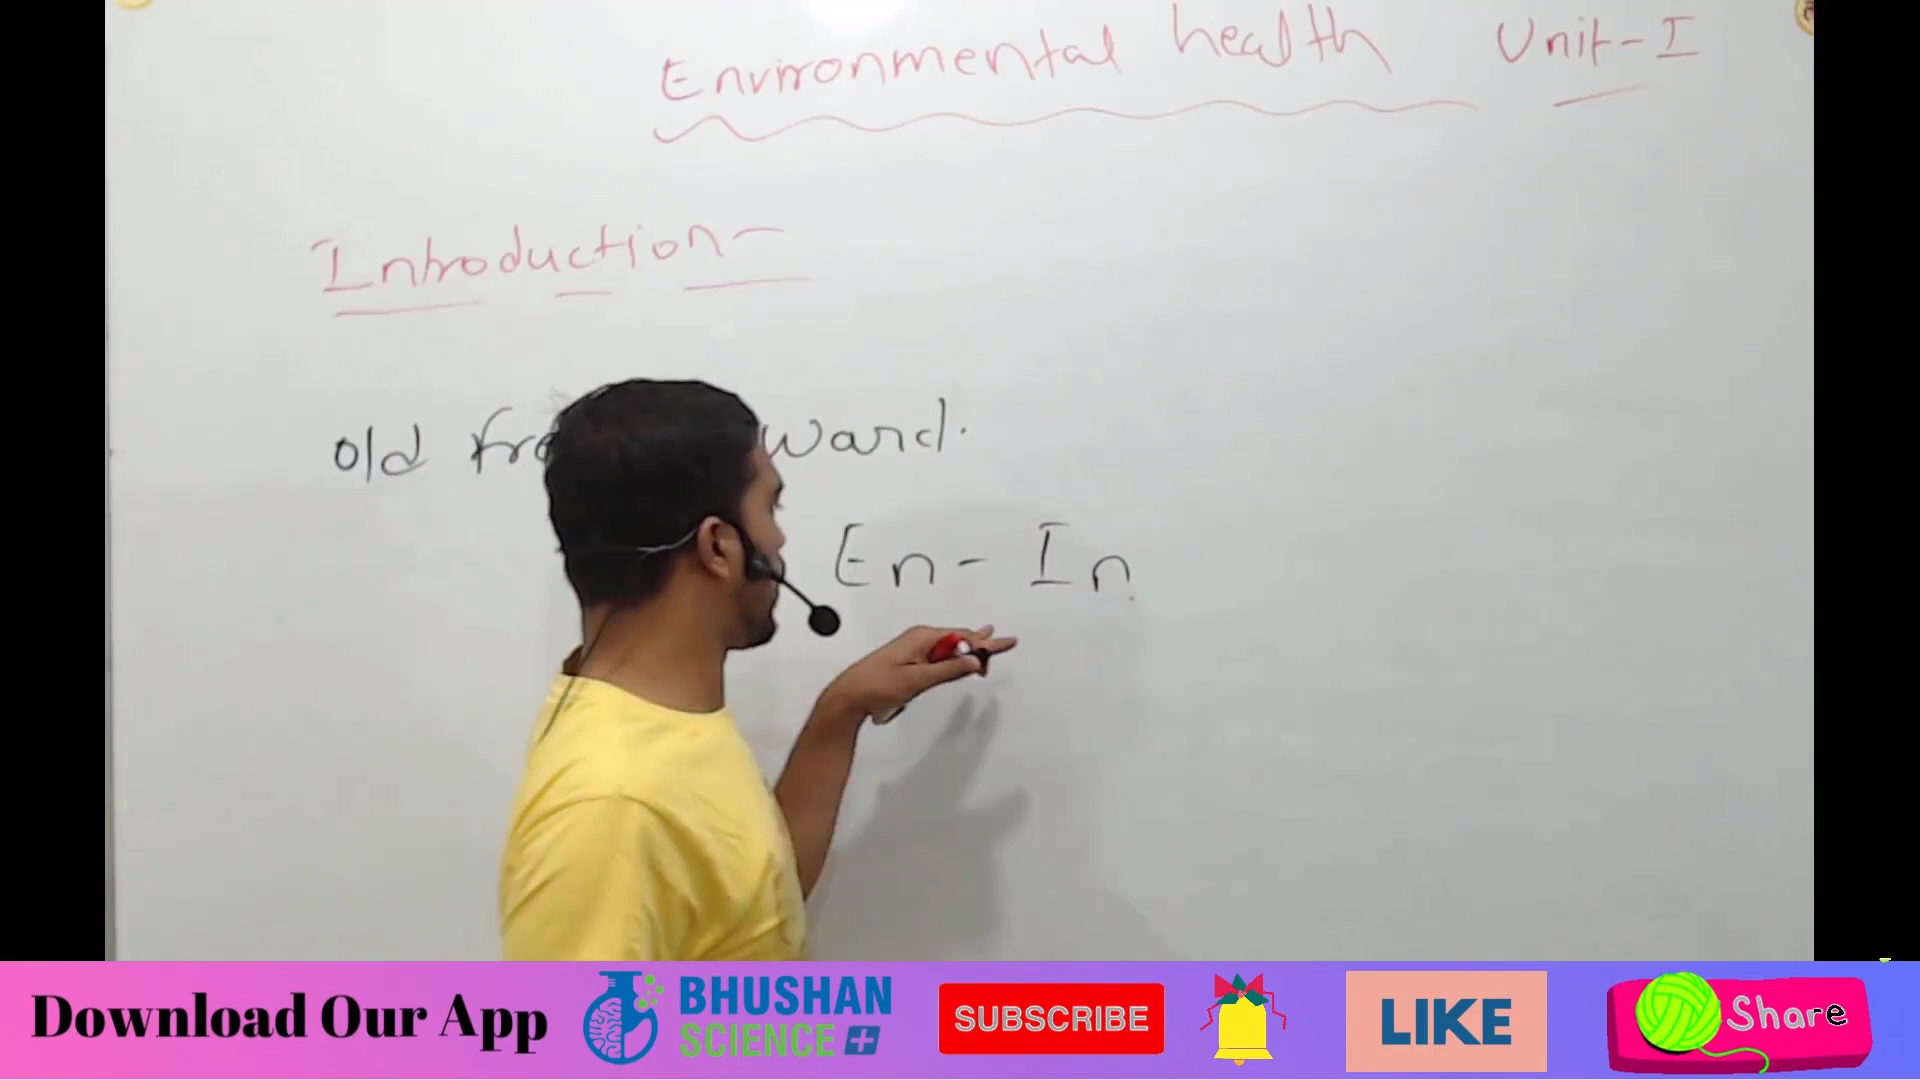 Environmental health Unit-I
Introduction-
old ward.
En - In
Download Our App BHUSHAN SCIENCE SUBSCRIBE LIKE Share